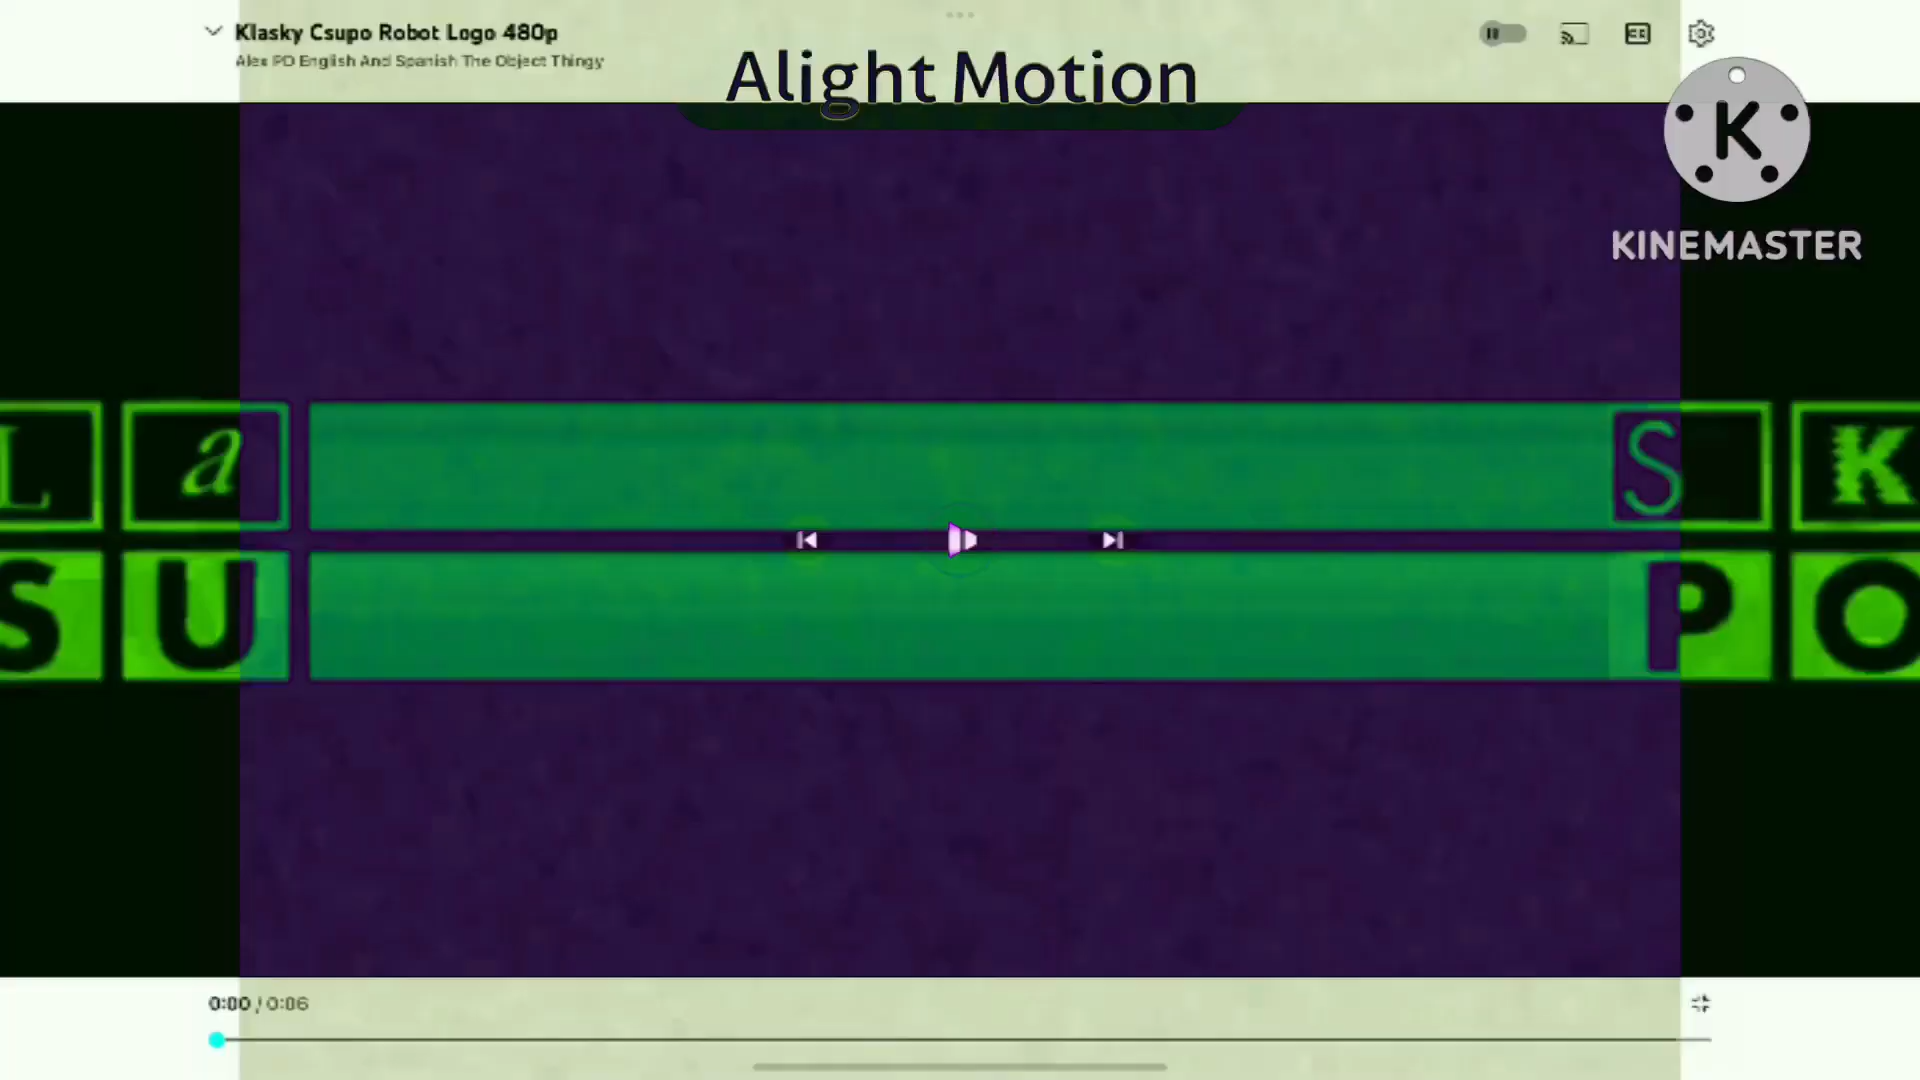 Klasky Csupo Robot Logo 480p
Alex PD English And Spanish The Object Thingy
Alight Motion
CC
K
KINEMASTER
L a S K
S U P O
0:00 / 0:06